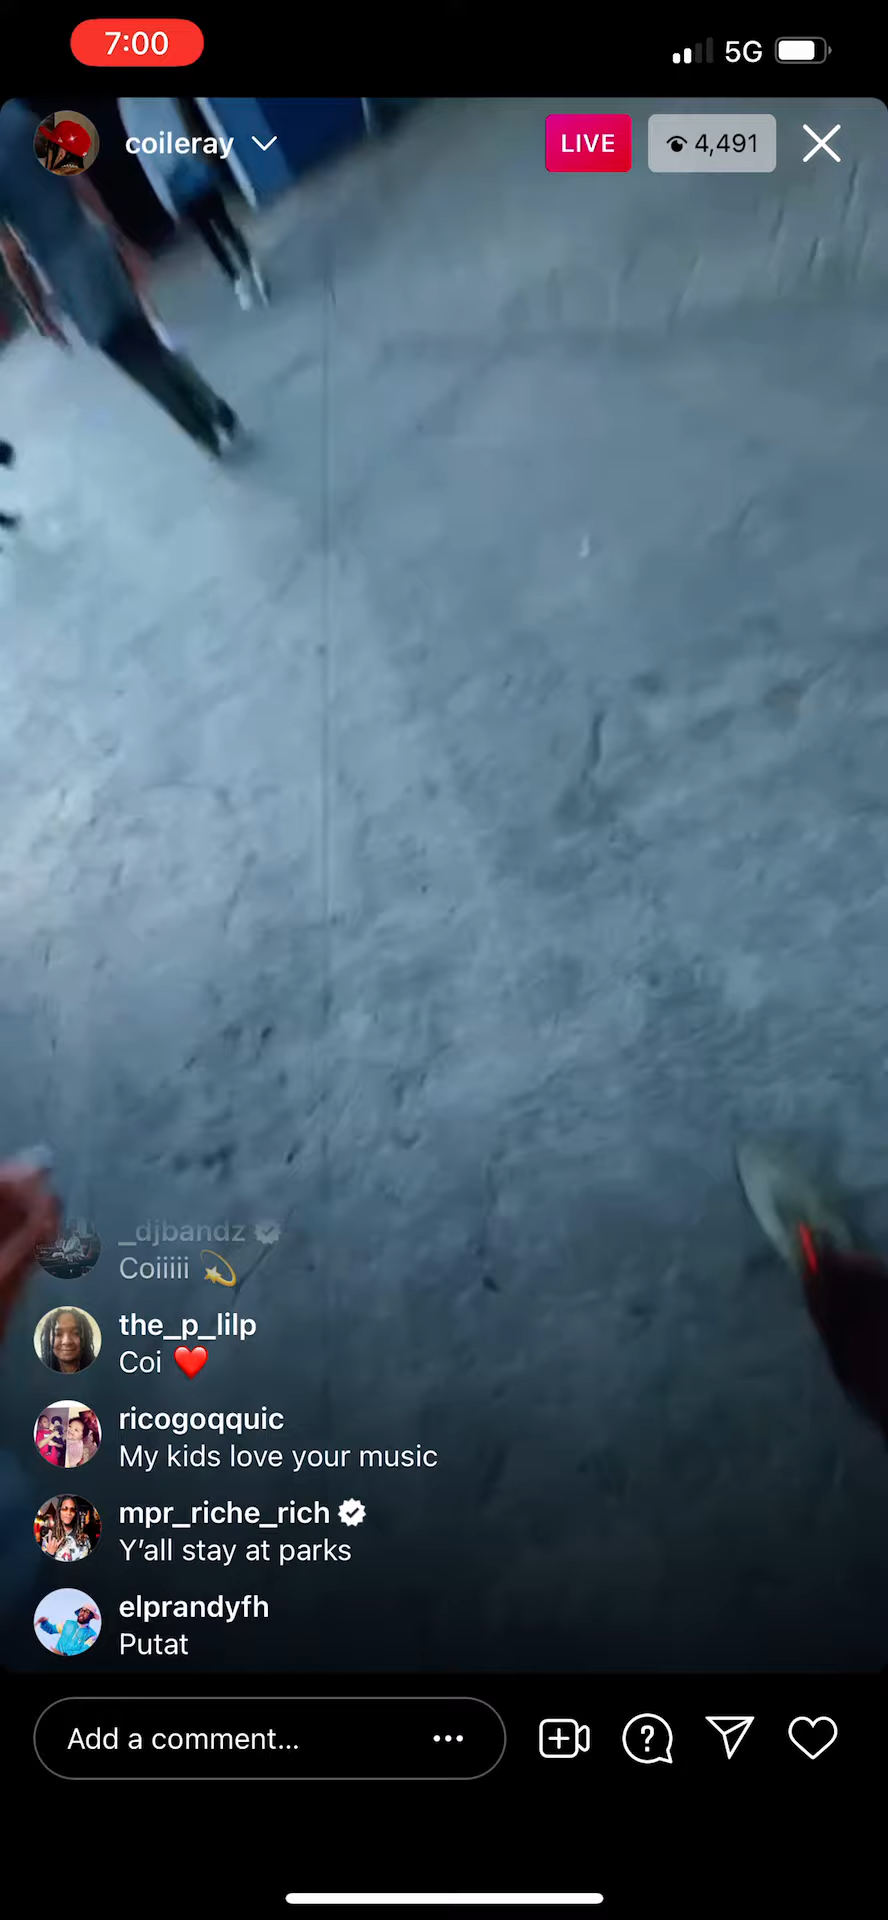 7:00
5G
coileray
LIVE
4,491
_djbandz
Coiiiii 💫
the_p_lilp
Coi ❤️
ricogoqquic
My kids love your music
mpr_riche_rich
Y'all stay at parks
elprandyfh
Putat
Add a comment...